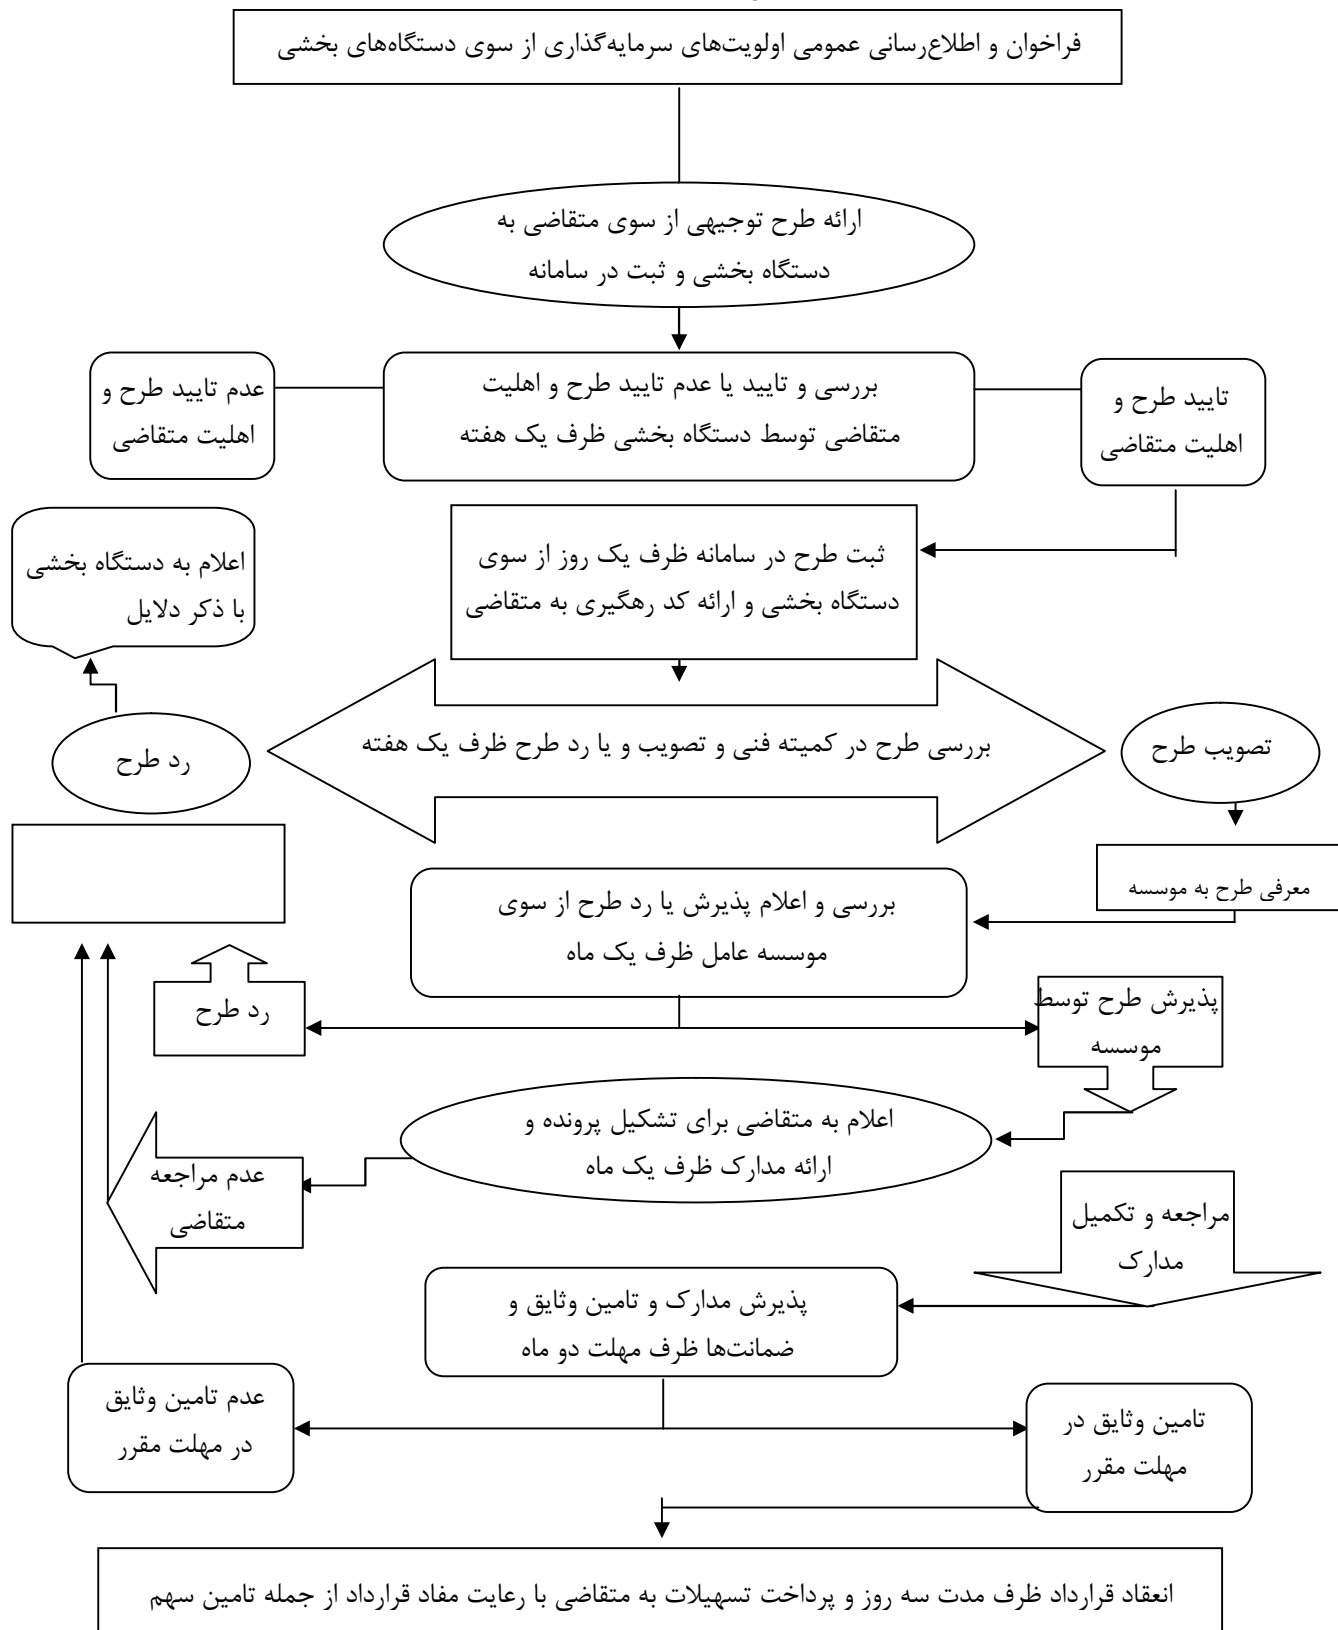 فراخوان و اطلاع‌رسانی عمومی اولویت‌های سرمایه‌گذاری از سوی دستگاه‌های بخشی
ارائه طرح توجیهی از سوی متقاضی به
دستگاه بخشی و ثبت در سامانه
تایید طرح و
اهلیت متقاضی
بررسی و تایید یا عدم تایید طرح و اهلیت
متقاضی توسط دستگاه بخشی ظرف یک هفته
عدم تایید طرح و
اهلیت متقاضی
ثبت طرح در سامانه ظرف یک روز از سوی
دستگاه بخشی و ارائه کد رهگیری به متقاضی
اعلام به دستگاه بخشی
با ذکر دلایل
تصویب طرح
بررسی طرح در کمیته فنی و تصویب و یا رد طرح ظرف یک هفته
رد طرح
معرفی طرح به موسسه
بررسی و اعلام پذیرش یا رد طرح از سوی
موسسه عامل ظرف یک ماه
پذیرش طرح توسط
موسسه
رد طرح
اعلام به متقاضی برای تشکیل پرونده و
ارائه مدارک ظرف یک ماه
عدم مراجعه
متقاضی
مراجعه و تکمیل
مدارک
پذیرش مدارک و تامین وثایق و
ضمانت‌ها ظرف مهلت دو ماه
تامین وثایق در
مهلت مقرر
عدم تامین وثایق
در مهلت مقرر
انعقاد قرارداد ظرف مدت سه روز و پرداخت تسهیلات به متقاضی با رعایت مفاد قرارداد از جمله تامین سهم